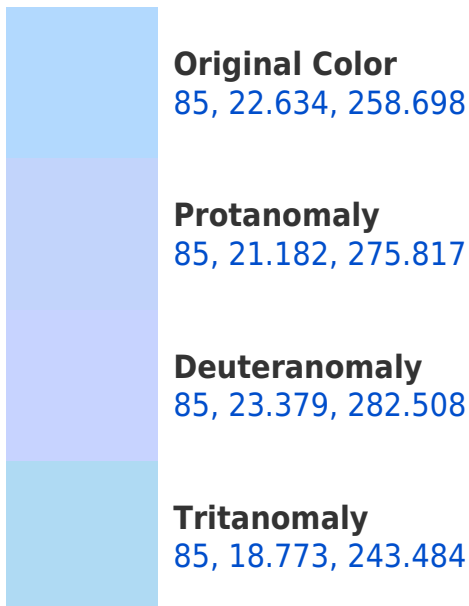 Original Color
85, 22.634, 258.698
Protanomaly
85, 21.182, 275.817
Deuteranomaly
85, 23.379, 282.508
Tritanomaly
85, 18.773, 243.484